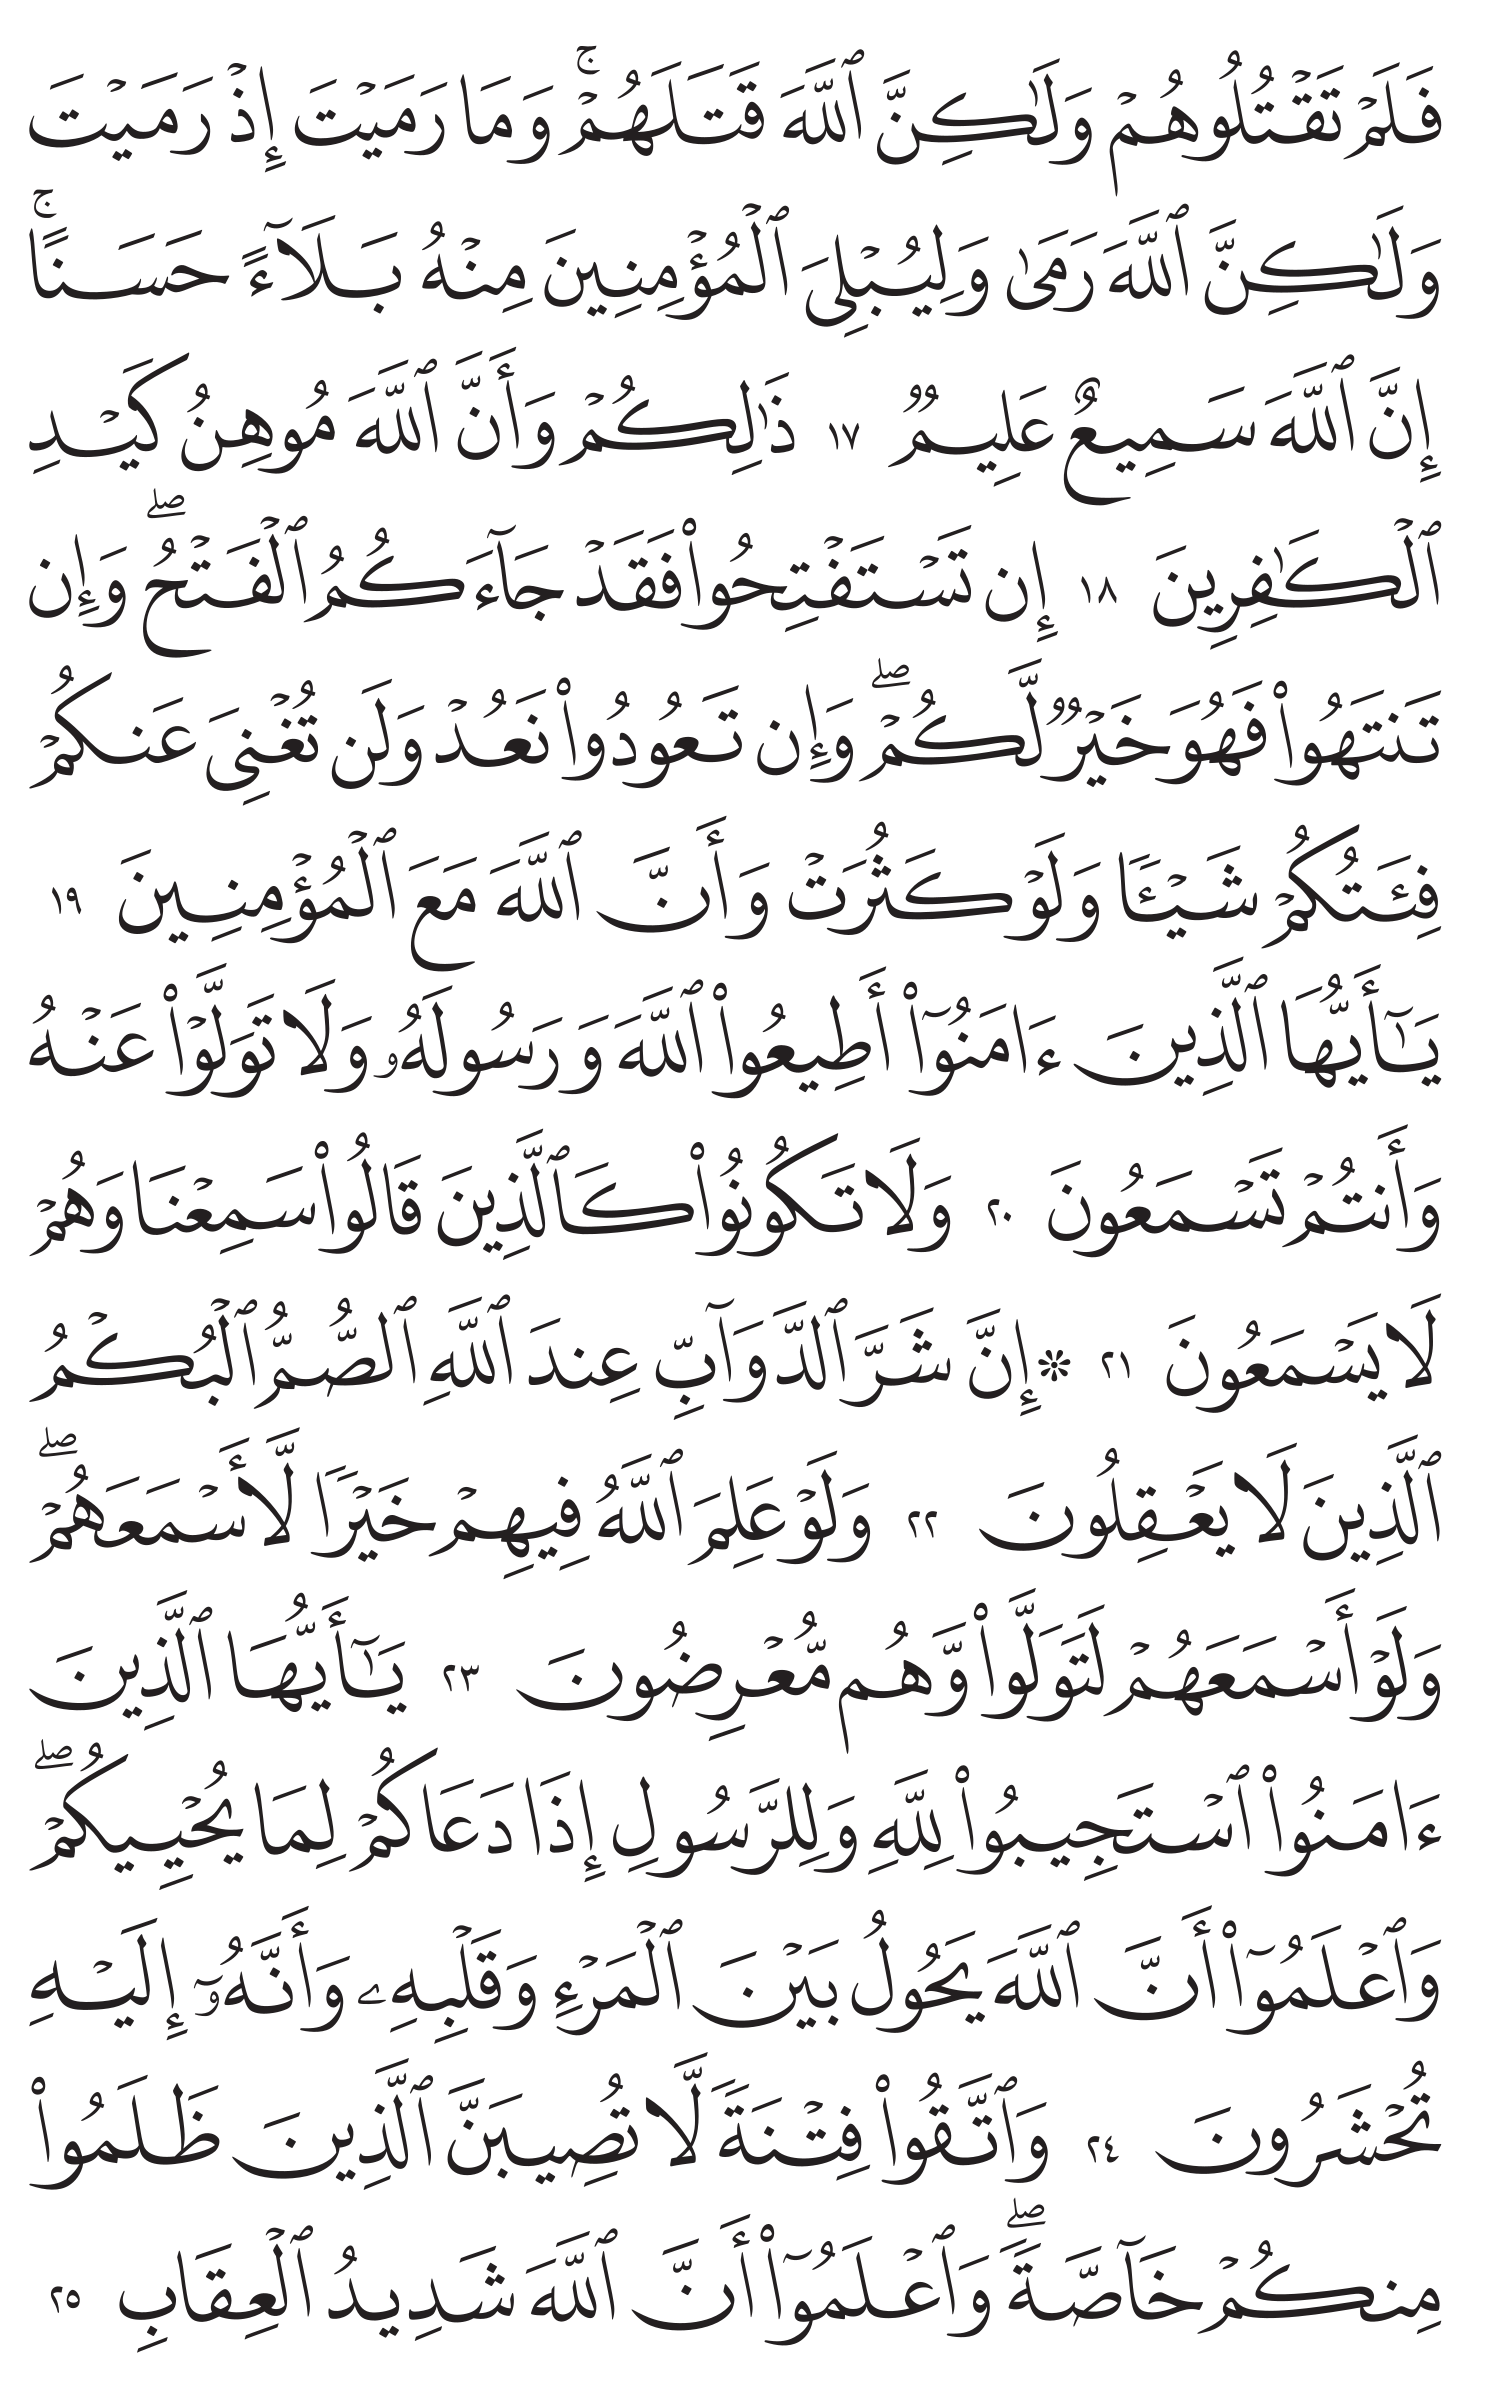 فَلَمۡ تَقۡتُلُوهُمۡ وَلَٰكِنَّ ٱللَّهَ قَتَلَهُمۡۚ وَمَا رَمَيۡتَ إِذۡ رَمَيۡتَ
وَلَٰكِنَّ ٱللَّهَ رَمَىٰ وَلِيُبۡلِيَ ٱلۡمُؤۡمِنِينَ مِنۡهُ بَلَآءً حَسَنًاۚ
إِنَّ ٱللَّهَ سَمِيعٌ عَلِيمٞ ١٧ ذَٰلِكُمۡ وَأَنَّ ٱللَّهَ مُوهِنُ كَيۡدِ
ٱلۡكَٰفِرِينَ ١٨ إِن تَسۡتَفۡتِحُواْ فَقَدۡ جَآءَكُمُ ٱلۡفَتۡحُۖ وَإِن
تَنتَهُواْ فَهُوَ خَيۡرٞ لَّكُمۡۖ وَإِن تَعُودُواْ نَعُدۡ وَلَن تُغۡنِيَ عَنكُمۡ
فِئَتُكُمۡ شَيۡـٔٗا وَلَوۡ كَثُرَتۡ وَأَنَّ ٱللَّهَ مَعَ ٱلۡمُؤۡمِنِينَ ١٩
يَٰٓأَيُّهَا ٱلَّذِينَ ءَامَنُوٓاْ أَطِيعُواْ ٱللَّهَ وَرَسُولَهُۥ وَلَا تَوَلَّوۡاْ عَنۡهُ
وَأَنتُمۡ تَسۡمَعُونَ ٢٠ وَلَا تَكُونُواْ كَٱلَّذِينَ قَالُواْ سَمِعۡنَا وَهُمۡ
لَا يَسۡمَعُونَ ٢١ ۞إِنَّ شَرَّ ٱلدَّوَآبِّ عِندَ ٱللَّهِ ٱلصُّمُّ ٱلۡبُكۡمُ
ٱلَّذِينَ لَا يَعۡقِلُونَ ٢٢ وَلَوۡ عَلِمَ ٱللَّهُ فِيهِمۡ خَيۡرٗا لَّأَسۡمَعَهُمۡۖ
وَلَوۡ أَسۡمَعَهُمۡ لَتَوَلَّواْ وَّهُم مُّعۡرِضُونَ ٢٣ يَٰٓأَيُّهَا ٱلَّذِينَ
ءَامَنُواْ ٱسۡتَجِيبُواْ لِلَّهِ وَلِلرَّسُولِ إِذَا دَعَاكُمۡ لِمَا يُحۡيِيكُمۡۖ
وَٱعۡلَمُوٓاْ أَنَّ ٱللَّهَ يَحُولُ بَيۡنَ ٱلۡمَرۡءِ وَقَلۡبِهِۦ وَأَنَّهُۥٓ إِلَيۡهِ
تُحۡشَرُونَ ٢٤ وَٱتَّقُواْ فِتۡنَةٗ لَّا تُصِيبَنَّ ٱلَّذِينَ ظَلَمُواْ
مِنكُمۡ خَآصَّةٗۖ وَٱعۡلَمُوٓاْ أَنَّ ٱللَّهَ شَدِيدُ ٱلۡعِقَابِ ٢٥